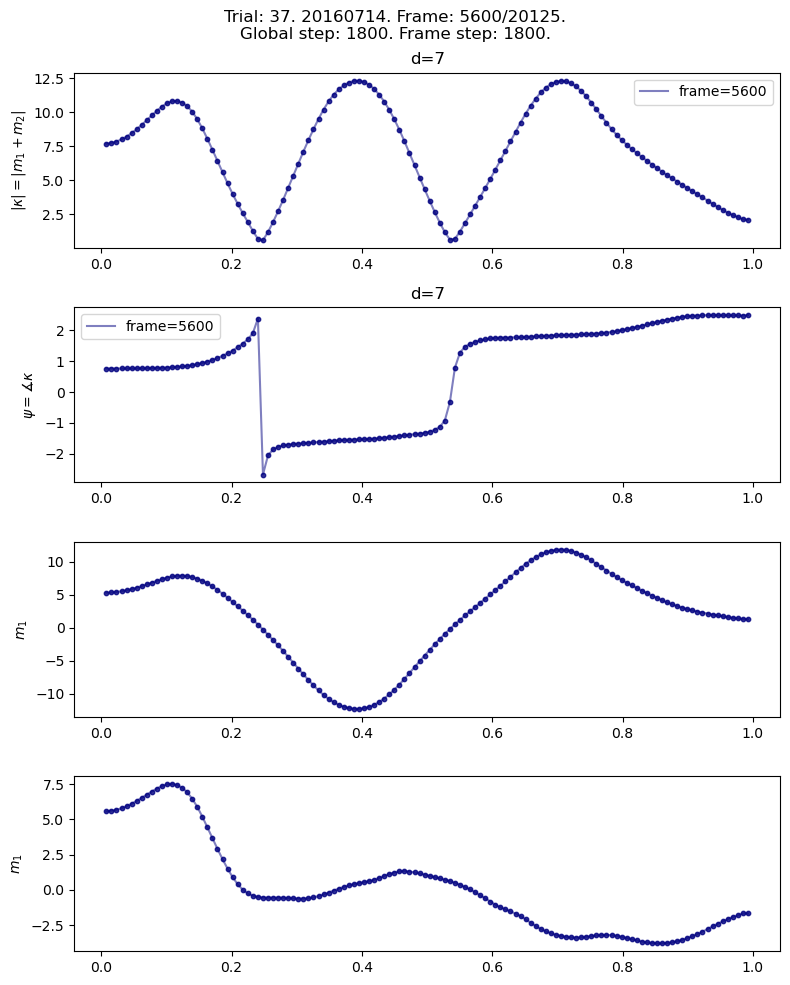 Trial: 37. 20160714. Frame: 5600/20125.
Global step: 1800. Frame step: 1800.
d=7
12.5
10.0
7.5
5.0
2.5
|κ| = |m₁ + m₂|
frame=5600
0.0 0.2 0.4 0.6 0.8 1.0
d=7
2
1
0
−1
−2
ψ = ∡κ
frame=5600
0.0 0.2 0.4 0.6 0.8 1.0
10
5
0
−5
−10
m₁
0.0 0.2 0.4 0.6 0.8 1.0
7.5
5.0
2.5
0.0
−2.5
m₁
0.0 0.2 0.4 0.6 0.8 1.0